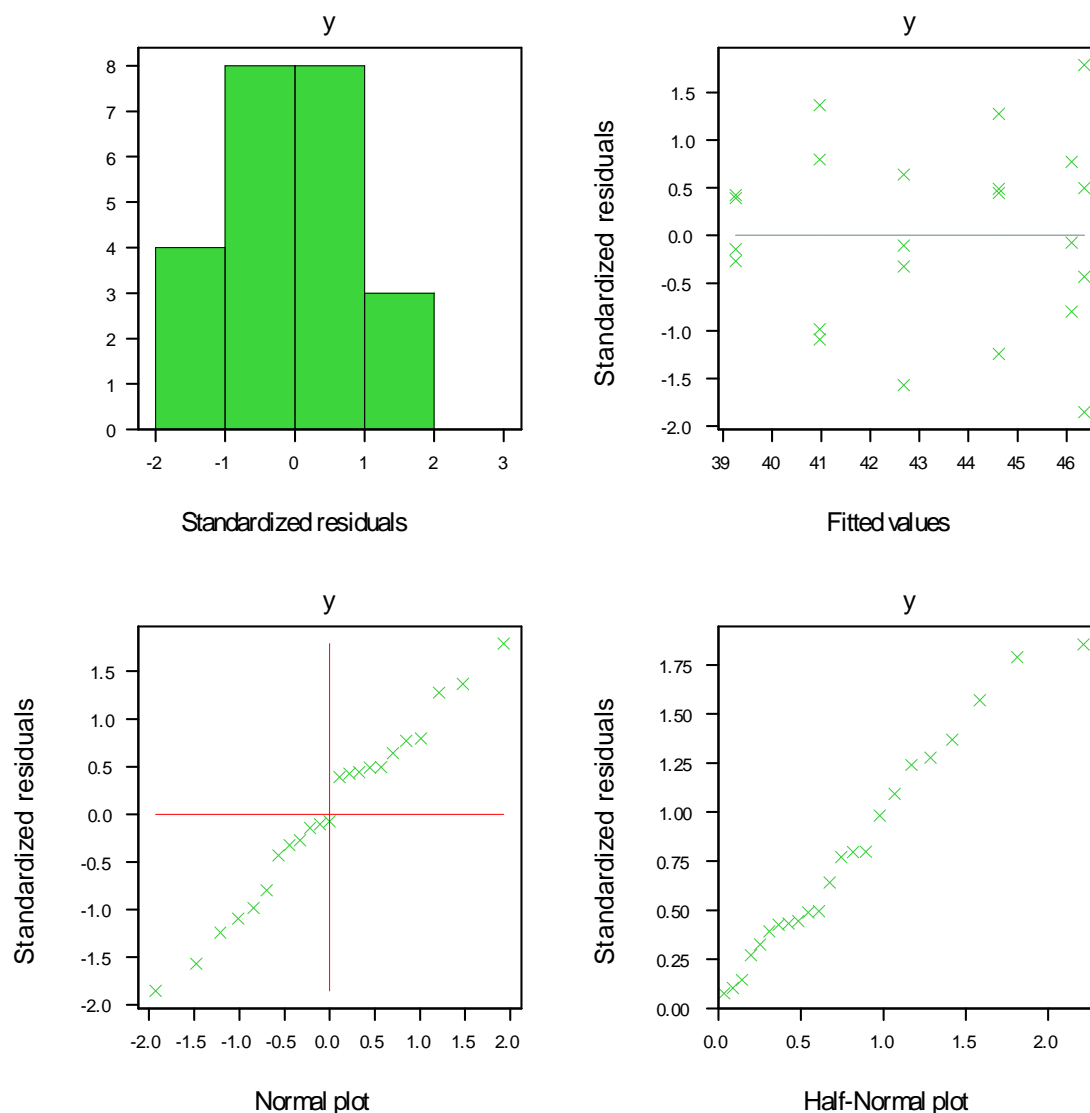 y
8
7
6
5
4
3
2
1
0
-2 -1 0 1 2 3
Standardized residuals
y
Standardized residuals
1.5
1.0
0.5
0.0
-0.5
-1.0
-1.5
-2.0
39 40 41 42 43 44 45 46
Fitted values
y
Standardized residuals
1.5
1.0
0.5
0.0
-0.5
-1.0
-1.5
-2.0
-2.0 -1.5 -1.0 -0.5 0.0 0.5 1.0 1.5 2.0
Normal plot
y
Standardized residuals
1.75
1.50
1.25
1.00
0.75
0.50
0.25
0.00
0.0 0.5 1.0 1.5 2.0
Half-Normal plot